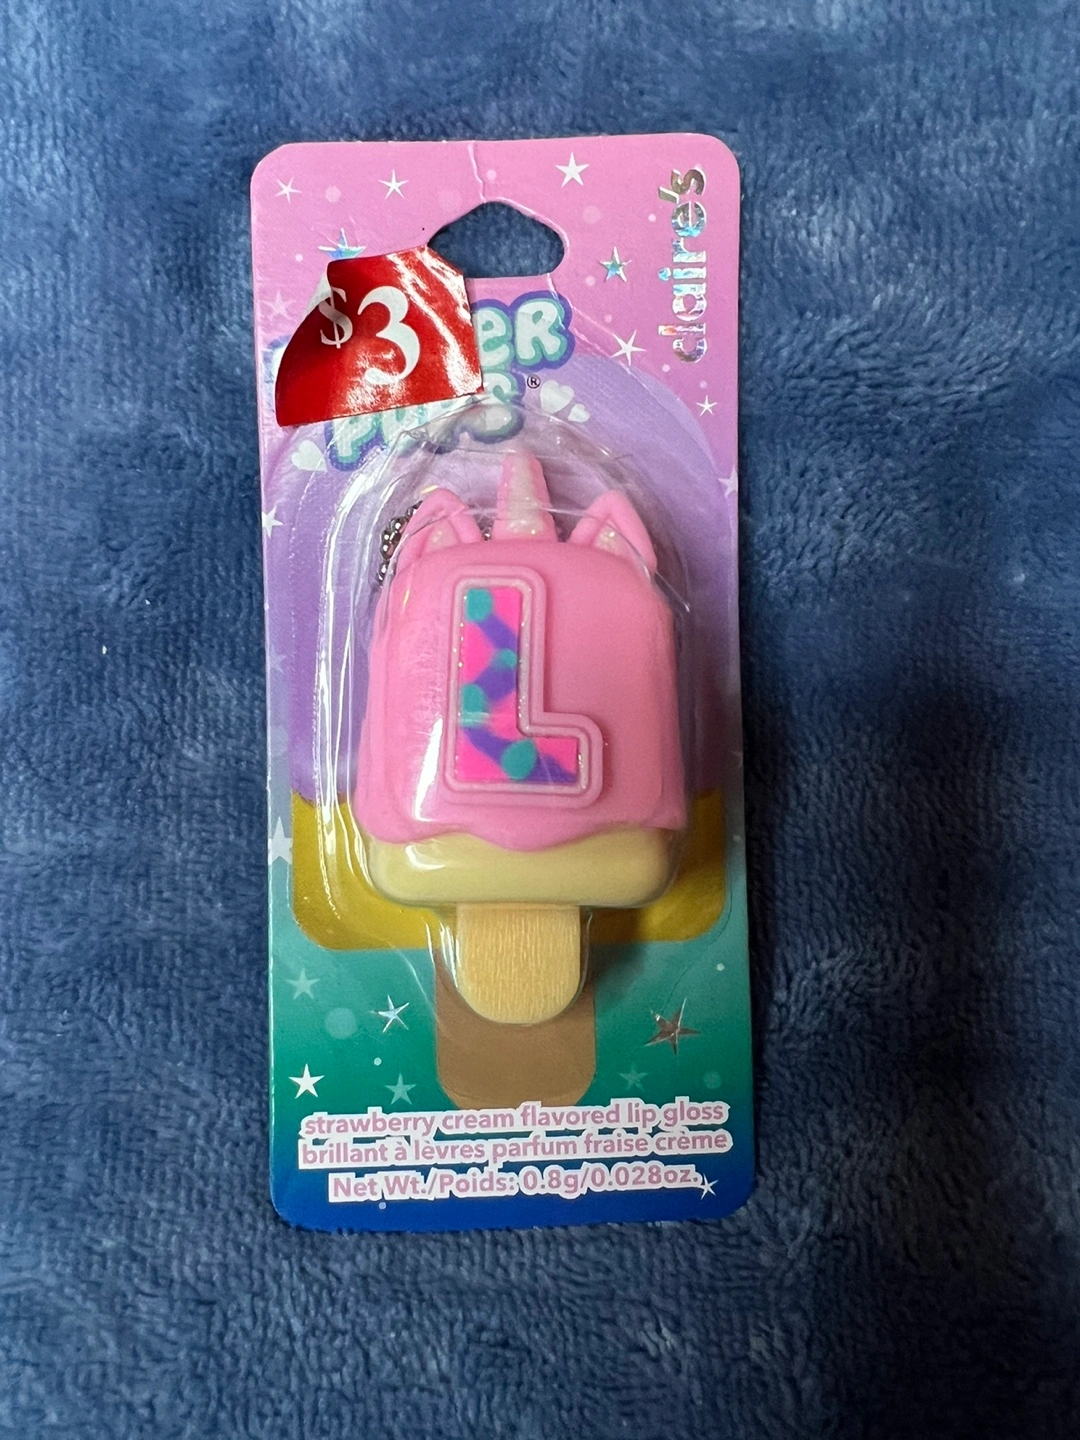 claire's
$3
POPS®
L
strawberry cream flavored lip gloss
brillant à lèvres parfum fraise crème
Net Wt./Poids: 0.8g/0.028oz.